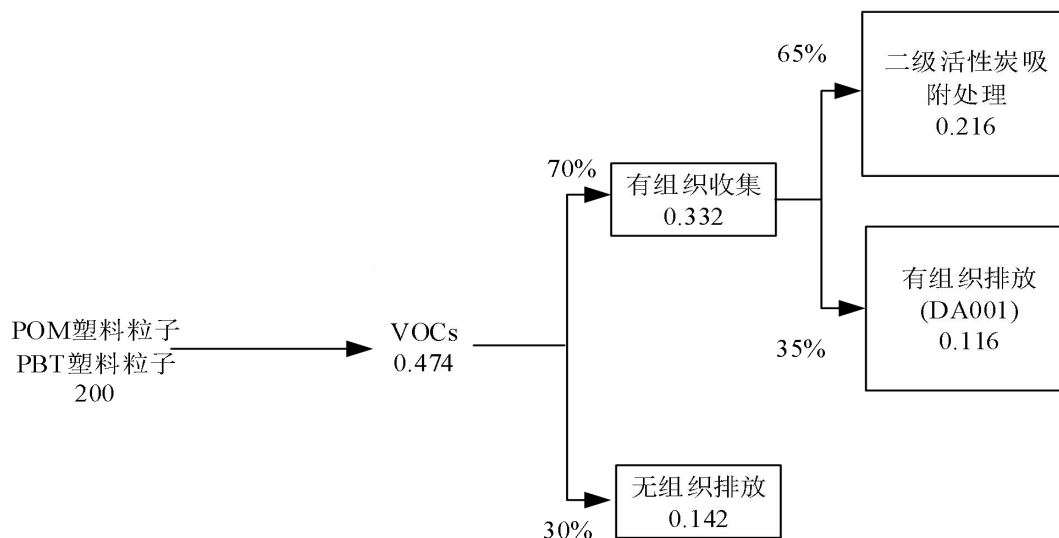 POM塑料粒子
PBT塑料粒子
200
VOCs
0.474
70%
有组织收集
0.332
30%
无组织排放
0.142
65%
二级活性炭吸
附处理
0.216
35%
有组织排放
(DA001)
0.116